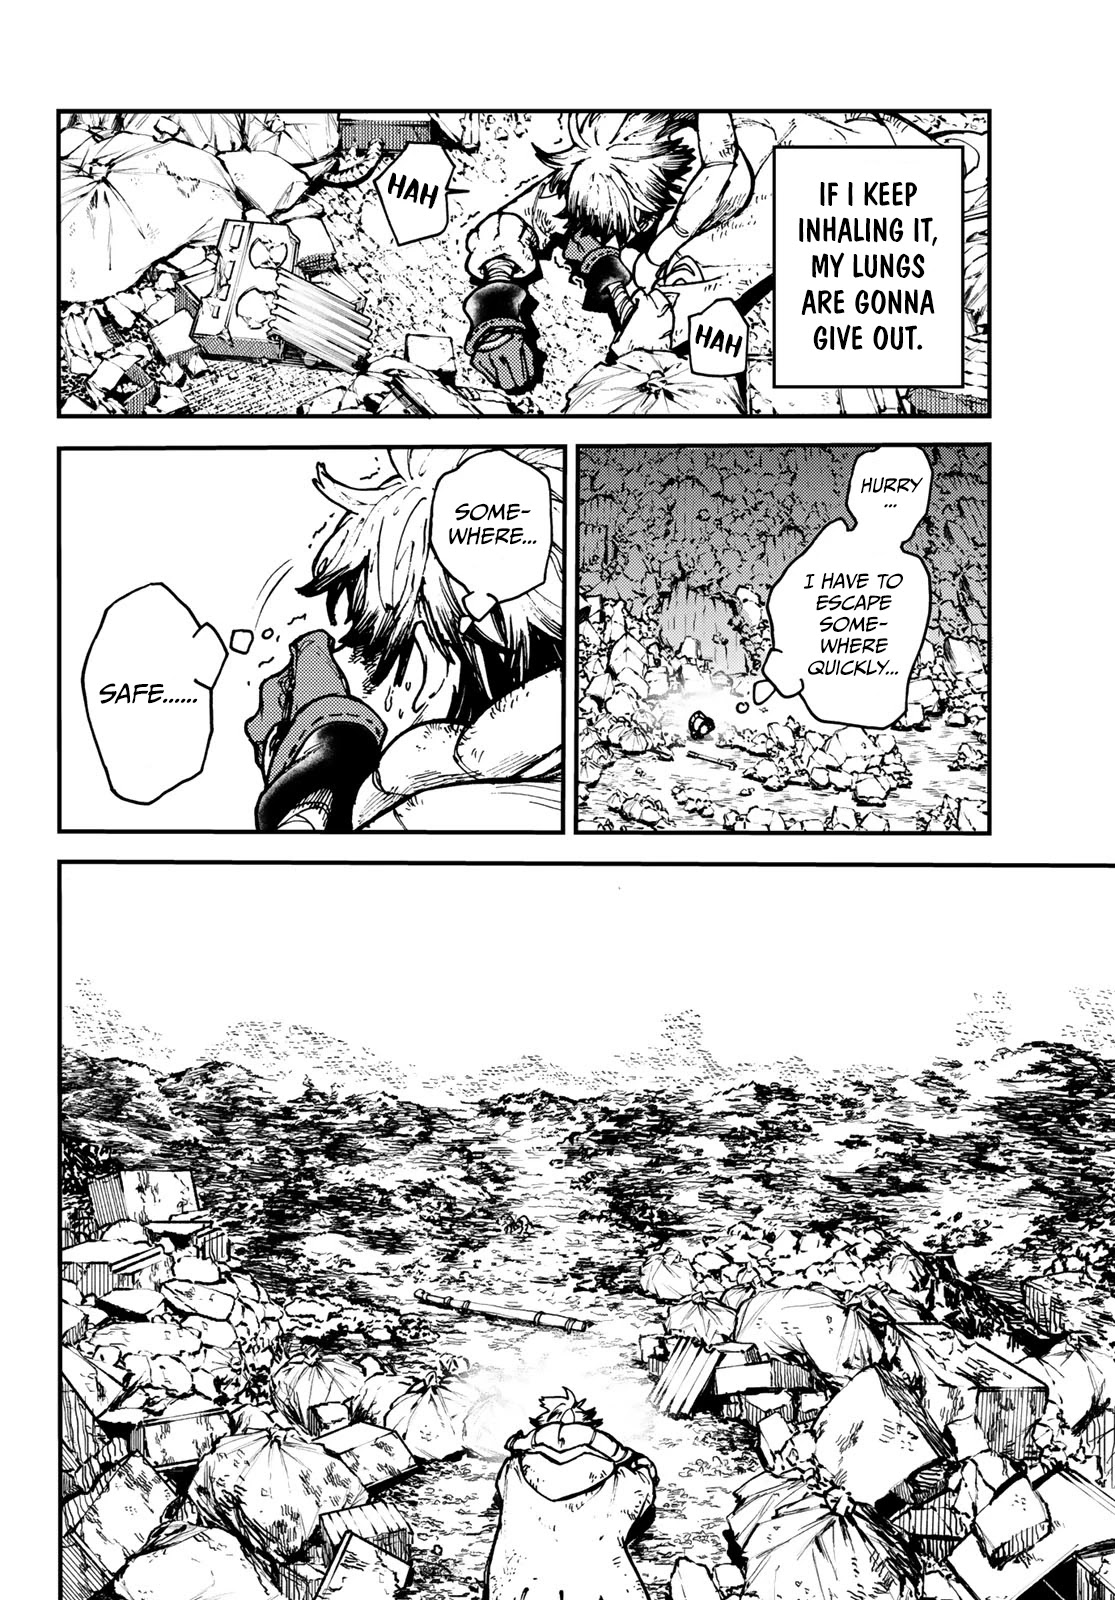 IF I KEEP
INHALING IT,
MY LUNGS
ARE GONNA
GIVE OUT.
HAH
HAH
HURRY
...
I HAVE TO
ESCAPE
SOME-
WHERE
QUICKLY...
SOME-
WHERE...
SAFE......